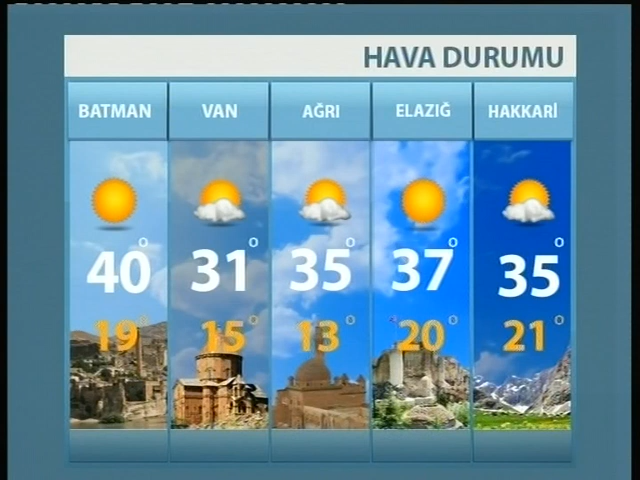 HAVA DURUMU
BATMAN VAN AĞRI ELAZIĞ HAKKARİ
40° 31° 35° 37° 35°
19° 15° 13° 20° 21°